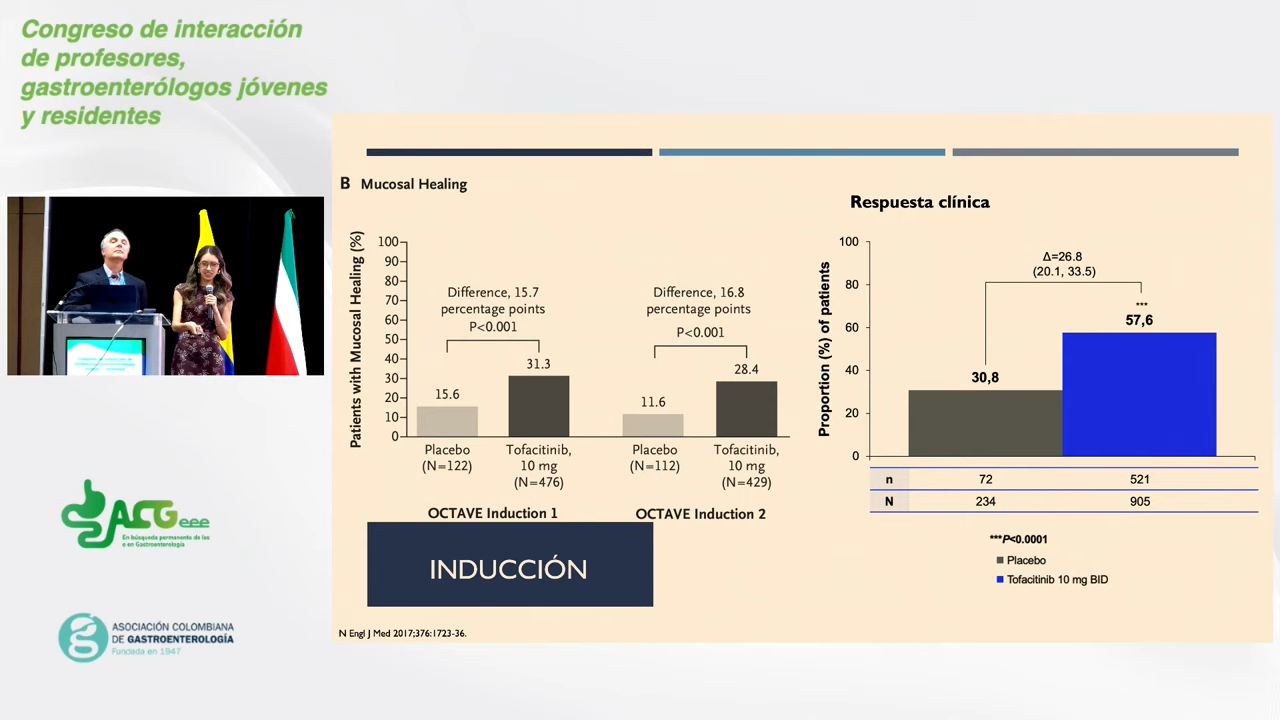 Congreso de interacción
de profesores,
gastroenterólogos jóvenes
y residentes
B Mucosal Healing
Patients with Mucosal Healing (%)
100
90
80
70
60
50
40
30
20
10
0
Difference, 15.7
percentage points
P<0.001
15.6
31.3
Placebo
(N=122)
Tofacitinib,
10 mg
(N=476)
OCTAVE Induction 1
Difference, 16.8
percentage points
P<0.001
11.6
28.4
Placebo
(N=112)
Tofacitinib,
10 mg
(N=429)
OCTAVE Induction 2
INDUCCIÓN
N Engl J Med 2017;376:1723-36.
Respuesta clínica
Proportion (%) of patients
100
80
60
40
20
0
Δ=26.8
(20.1, 33.5)
***
57,6
30,8
n 72 521
N 234 905
***P<0.0001
Placebo
Tofacitinib 10 mg BID
ACGeee
En búsqueda permanente de las
e en Gastroenterología
ASOCIACIÓN COLOMBIANA
DE GASTROENTEROLOGÍA
Fundada en 1947